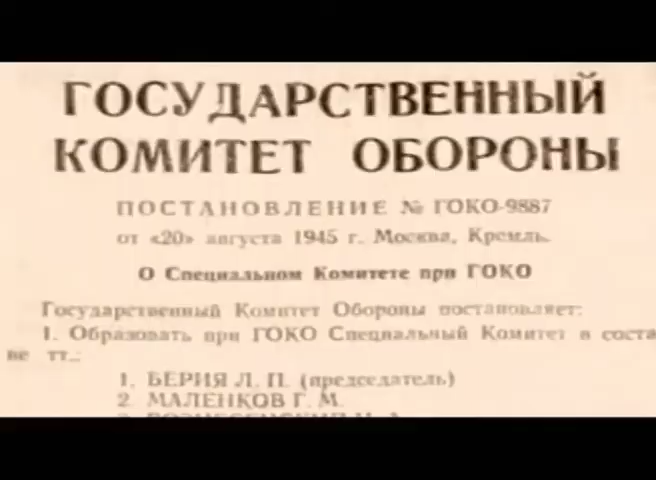 ГОСУДАРСТВЕННЫЙ
КОМИТЕТ ОБОРОНЫ
ПОСТАНОВЛЕНИЕ № ГОКО-9887
от «20» августа 1945 г. Москва, Кремль.
О Специальном Комитете при ГОКО
Государственный Комитет Обороны постановляет:
1. Образовать при ГОКО Специальный Комитет в соста
ве тт.:
1. БЕРИЯ Л. П. (председатель)
2 МАЛЕНКОВ Г. М.